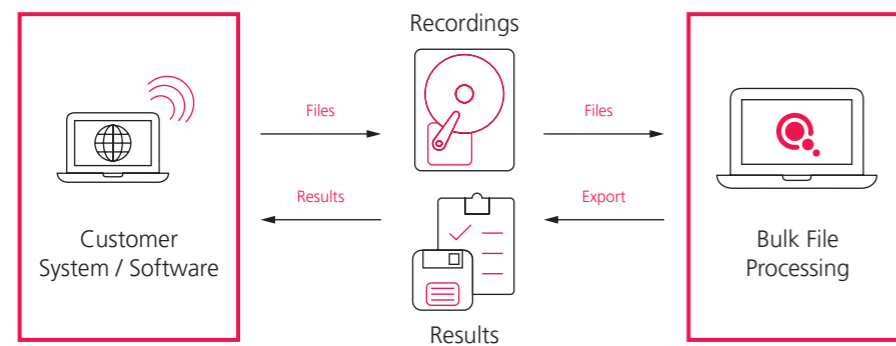 Recordings
Files
Files
Results
Export
Customer
System / Software
Bulk File
Processing
Results